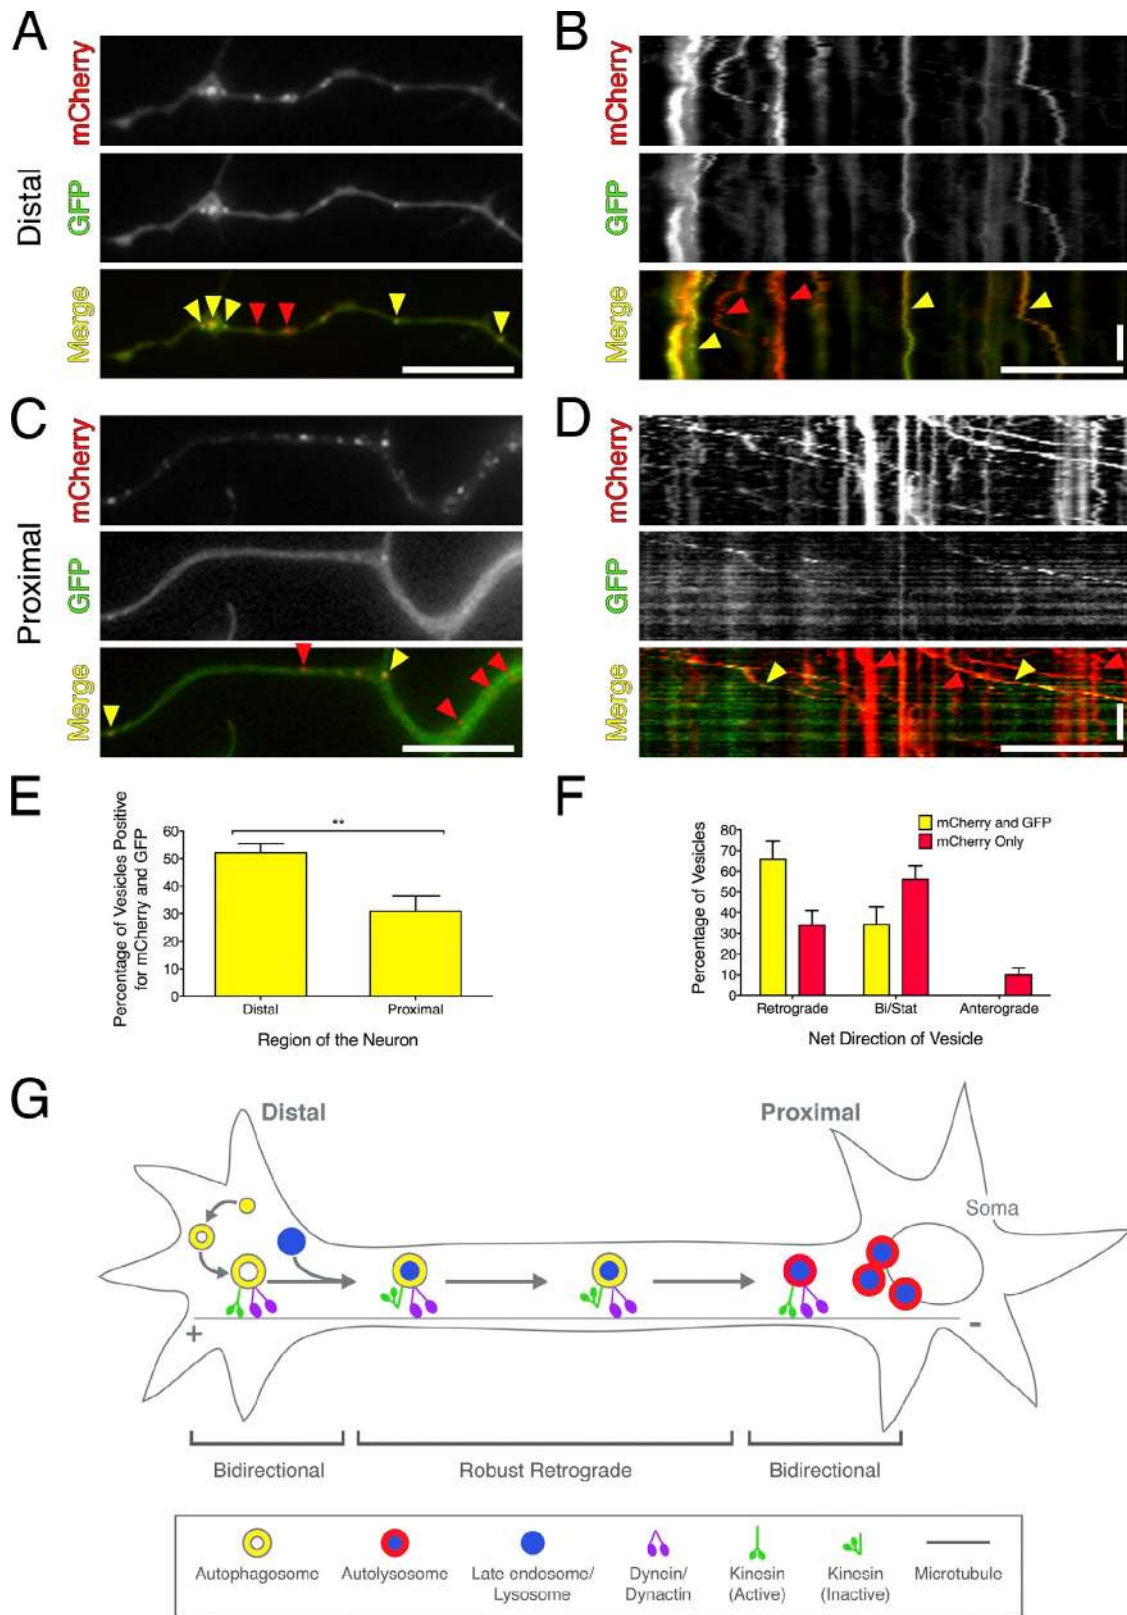 A
B
Distal
mCherry
GFP
Merge
mCherry
GFP
Merge
C
D
Proximal
mCherry
GFP
Merge
mCherry
GFP
Merge
E
Percentage of Vesicles Positive
for mCherry and GFP
60
50
40
30
20
10
0
**
Distal
Proximal
Region of the Neuron
F
Percentage of Vesicles
80
70
60
50
40
30
20
10
0
mCherry and GFP
mCherry Only
Retrograde
Bi/Stat
Anterograde
Net Direction of Vesicle
G
Distal
Proximal
Soma
+
-
Bidirectional
Robust Retrograde
Bidirectional
Autophagosome
Autolysosome
Late endosome/
Lysosome
Dynein/
Dynactin
Kinesin
(Active)
Kinesin
(Inactive)
Microtubule